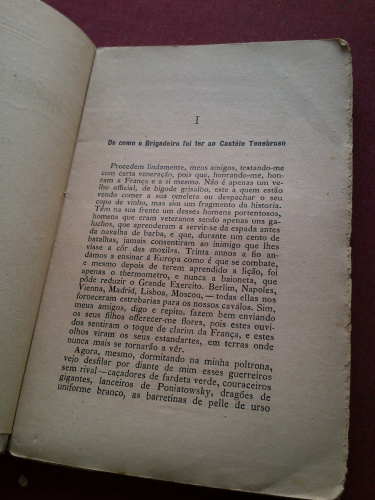 I
De como o Brigadeiro foi ter ao Castélo Tenebroso
Procedem lindamente, meus amigos, tratando-me
com certa veneração, pois que, honrando-me, hon-
ram a França e a si mesmo. Não é apenas um ve-
lho official, de bigode grisalho, este a quem estão
vendo comer a sua omeleta ou despachar o seu
copo de vinho, mas sim um fragmento da historia.
Têm na sua frente um desses homens portentosos,
homens que eram veteranos sendo apenas uns ga-
luchos, que aprenderam a servir-se da espada antes
da navalha de barba, e que, durante um cento de
batalhas, jamais consentiram ao inimigo que lhes
visse a côr das moxilas. Trinta annos a fio an-
dámos a ensinar á Europa como é que se combate,
e mesmo depois de terem aprendido a lição, foi
apenas o thermometro, e nunca a baioneta, que
pôde reduzir o Grande Exercito. Berlim, Napoles,
Vienna, Madrid, Lisboa, Moscou,—todas ellas nos
forneceram estrebarias para os nossos caválos. Sim,
meus amigos, digo e repito, fazem bem enviando
os seus filhos offerecer-me flores, pois estes ouvi-
dos sentiram o toque de clarim da França, e estes
olhos viram os seus estandartes, em terras onde
nunca mais se tornarão a vêr.
Agora, mesmo, dormitando na minha poltrona,
vejo desfilar por diante de mim esses guerreiros
sem rival—caçadores de fardeta verde, couraceiros
gigantes, lanceiros de Poniatowsky, dragões de
uniforme branco, as barretinas de pelle de urso